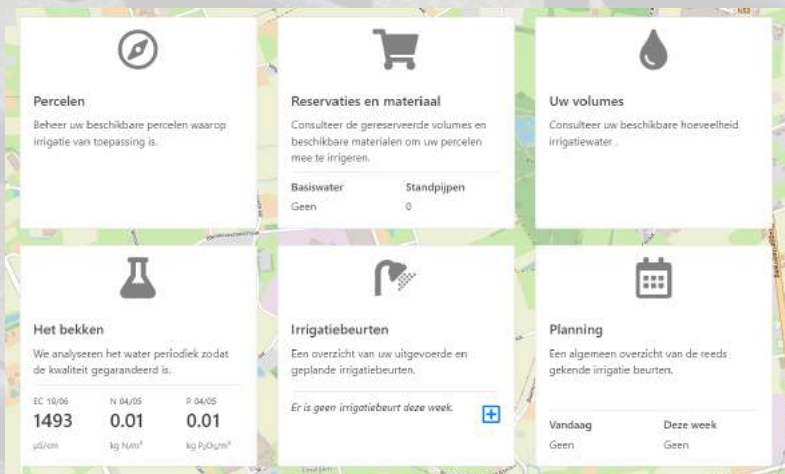 N52
Percelen
Beheer uw beschikbare percelen waarop
irrigatie van toepassing is.
Reservaties en materiaal
Consulteer de gereserveerde volumes en
beschikbare materialen om uw percelen
mee te irrigeren.
Basiswater Standpijpen
Geen 0
Uw volumes
Consulteer uw beschikbare hoeveelheid
irrigatiewater .
Het bekken
We analyseren het water periodiek zodat
de kwaliteit gegarandeerd is.
EC 19/06 N 04/05 P 04/05
1493 0.01 0.01
µS/cm kg N/m³ kg P₂O₅/m³
Irrigatiebeurten
Een overzicht van uw uitgevoerde en
geplande irrigatiebeurten.
Er is geen irrigatiebeurt deze week.
Planning
Een algemeen overzicht van de reeds
gekende irrigatie beurten.
Vandaag Deze week
Geen Geen